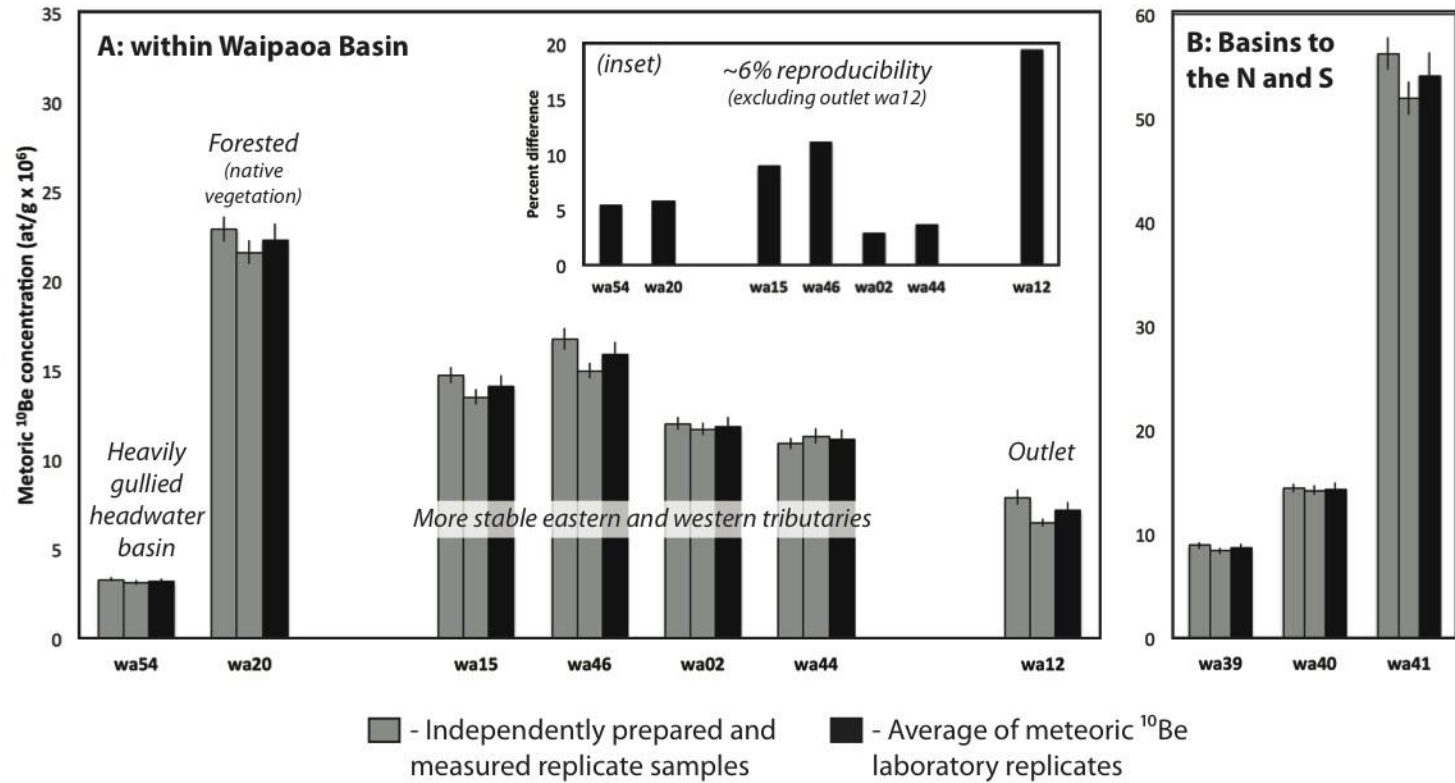 A: within Waipaoa Basin
Metoric ¹⁰Be concentration (at/g x 10⁶)
35
30
25
20
15
10
5
0
Heavily
gullied
headwater
basin
Forested
(native
vegetation)
More stable eastern and western tributaries
Outlet
wa54 wa20 wa15 wa46 wa02 wa44 wa12
(inset)
~6% reproducibility
(excluding outlet wa12)
Percent difference
20
15
10
5
0
wa54 wa20 wa15 wa46 wa02 wa44 wa12
B: Basins to
the N and S
60
50
40
30
20
10
0
wa39 wa40 wa41
- Independently prepared and
measured replicate samples
- Average of meteoric ¹⁰Be
laboratory replicates